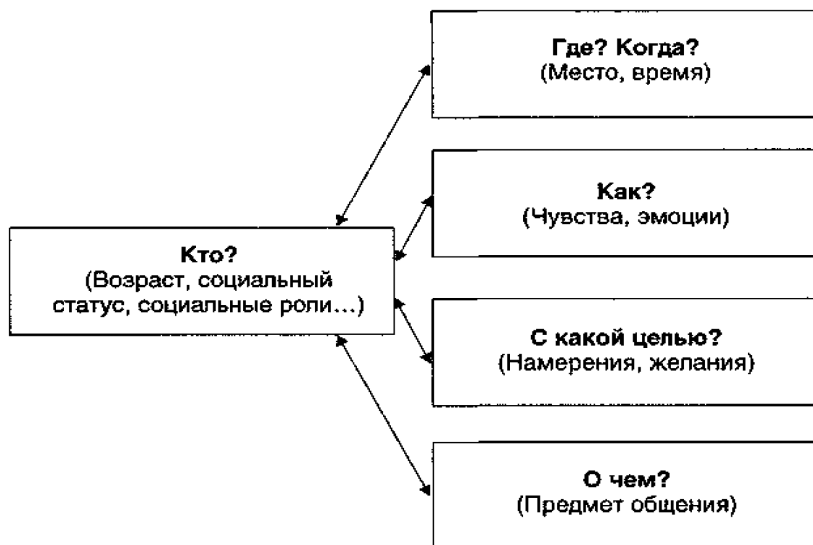 Где? Когда?
(Место, время)
Как?
(Чувства, эмоции)
Кто?
(Возраст, социальный
статус, социальные роли...)
С какой целью?
(Намерения, желания)
О чем?
(Предмет общения)